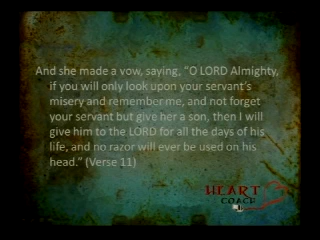 And she made a vow, saying, “O LORD Almighty,
if you will only look upon your servant’s
misery and remember me, and not forget
your servant but give her a son, then I will
give him to the LORD for all the days of his
life, and no razor will ever be used on his
head.” (Verse 11)
HEART
COACH